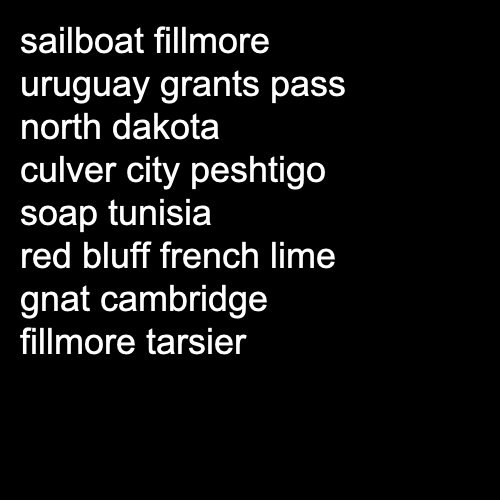 sailboat fillmore
uruguay grants pass
north dakota
culver city peshtigo
soap tunisia
red bluff french lime
gnat cambridge
fillmore tarsier